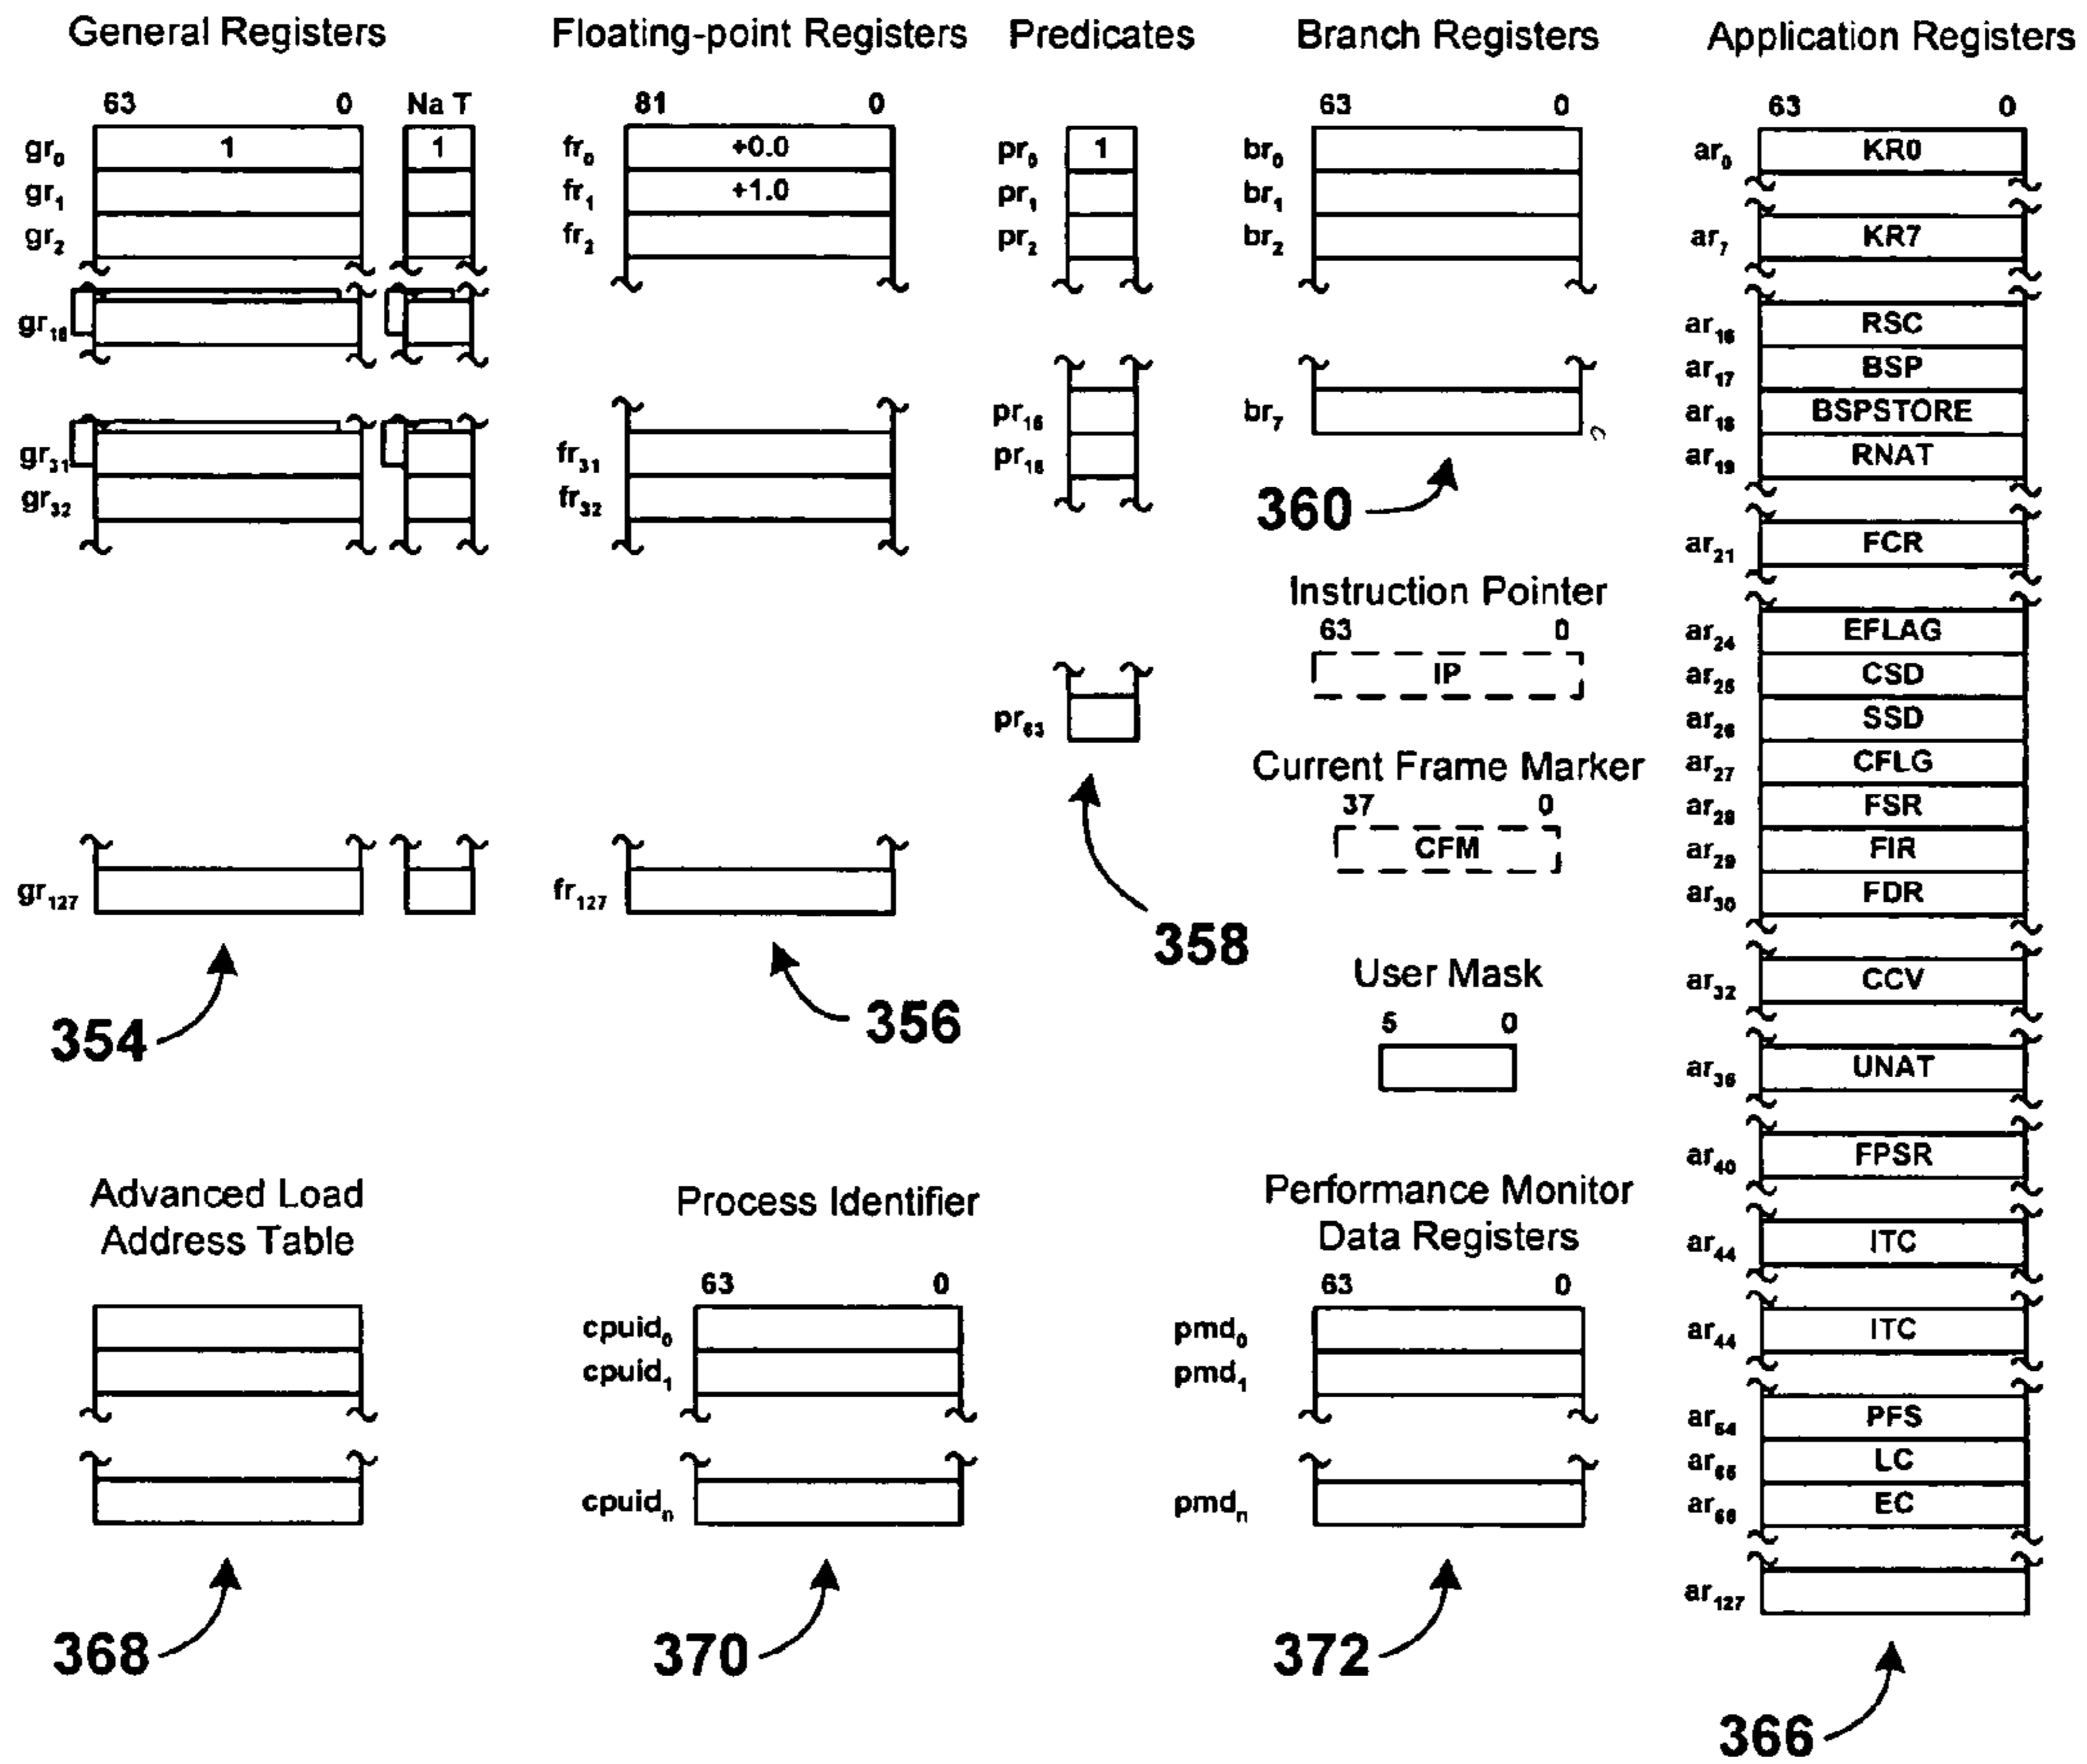 General Registers
63 0 Na T
gr0 1 1
gr1
gr2
gr16
gr31
gr32
gr127
354
Floating-point Registers
81 0
fr0 +0.0
fr1 +1.0
fr2
fr31
fr32
fr127
356
Predicates
pr0 1
pr1
pr2
pr16
pr16
pr63
358
Branch Registers
63 0
br0
br1
br2
br7
360
Instruction Pointer
63 0
IP
Current Frame Marker
37 0
CFM
User Mask
5 0
Application Registers
63 0
ar0 KR0
ar7 KR7
ar16 RSC
ar17 BSP
ar18 BSPSTORE
ar19 RNAT
ar21 FCR
ar24 EFLAG
ar25 CSD
ar26 SSD
ar27 CFLG
ar28 FSR
ar29 FIR
ar30 FDR
ar32 CCV
ar36 UNAT
ar40 FPSR
ar44 ITC
ar44 ITC
ar64 PFS
ar65 LC
ar66 EC
ar127
366
Advanced Load
Address Table
368
Process Identifier
63 0
cpuid0
cpuid1
cpuidn
370
Performance Monitor
Data Registers
63 0
pmd0
pmd1
pmdn
372